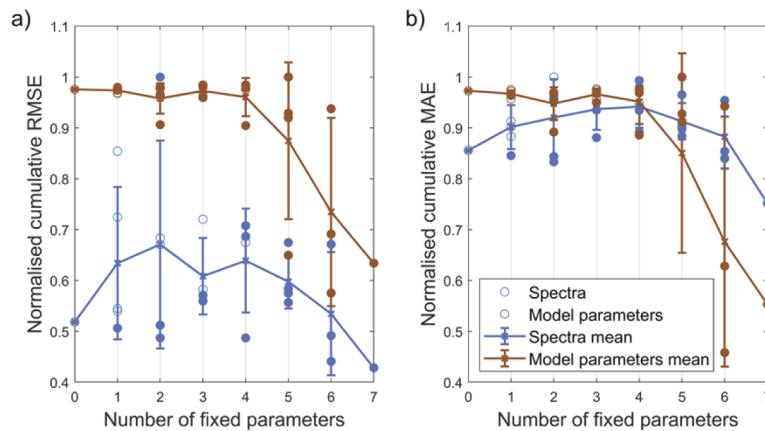 a)
1.1
1
0.9
0.8
0.7
0.6
0.5
0.4
Normalised cumulative RMSE
0 1 2 3 4 5 6 7
Number of fixed parameters
b)
1.1
1
0.9
0.8
0.7
0.6
0.5
0.4
Normalised cumulative MAE
Spectra
Model parameters
Spectra mean
Model parameters mean
0 1 2 3 4 5 6
Number of fixed parameters